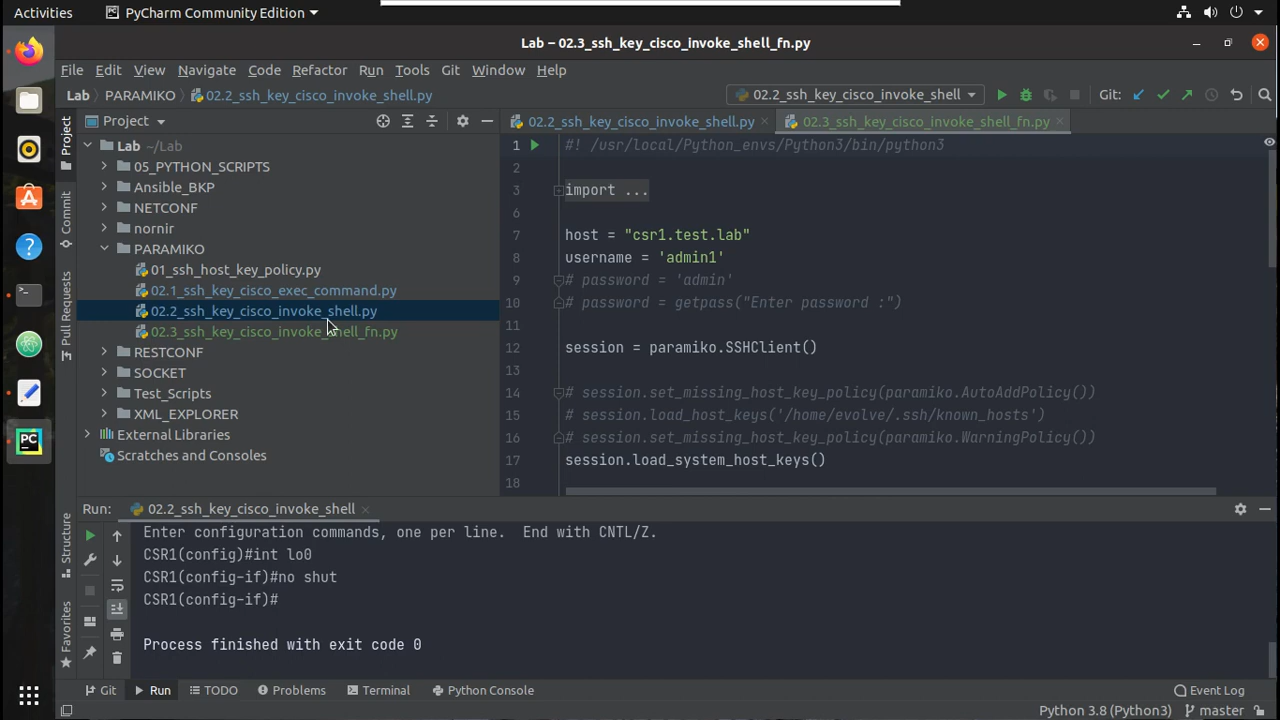 Activities
PyCharm Community Edition
Lab – 02.3_ssh_key_cisco_invoke_shell_fn.py
File Edit View Navigate Code Refactor Run Tools Git Window Help
Lab PARAMIKO 02.2_ssh_key_cisco_invoke_shell.py
02.2_ssh_key_cisco_invoke_shell
Git:
Project
Project
02.2_ssh_key_cisco_invoke_shell.py
02.3_ssh_key_cisco_invoke_shell_fn.py
Lab ~/Lab
05_PYTHON_SCRIPTS
Ansible_BKP
NETCONF
nornir
PARAMIKO
01_ssh_host_key_policy.py
02.1_ssh_key_cisco_exec_command.py
02.2_ssh_key_cisco_invoke_shell.py
02.3_ssh_key_cisco_invoke_shell_fn.py
RESTCONF
SOCKET
Test_Scripts
XML_EXPLORER
External Libraries
Scratches and Consoles
Commit
Pull Requests
1 #! /usr/local/Python_envs/Python3/bin/python3
2
3 import ...
6
7 host = "csr1.test.lab"
8 username = 'admin1'
9 # password = 'admin'
10 # password = getpass("Enter password :")
11
12 session = paramiko.SSHClient()
13
14 # session.set_missing_host_key_policy(paramiko.AutoAddPolicy())
15 # session.load_host_keys('/home/evolve/.ssh/known_hosts')
16 # session.set_missing_host_key_policy(paramiko.WarningPolicy())
17 session.load_system_host_keys()
18
Run: 02.2_ssh_key_cisco_invoke_shell
Structure
Favorites
Enter configuration commands, one per line.  End with CNTL/Z.
CSR1(config)#int lo0
CSR1(config-if)#no shut
CSR1(config-if)#
Process finished with exit code 0
Git Run TODO Problems Terminal Python Console Event Log
Python 3.8 (Python3) master
PC